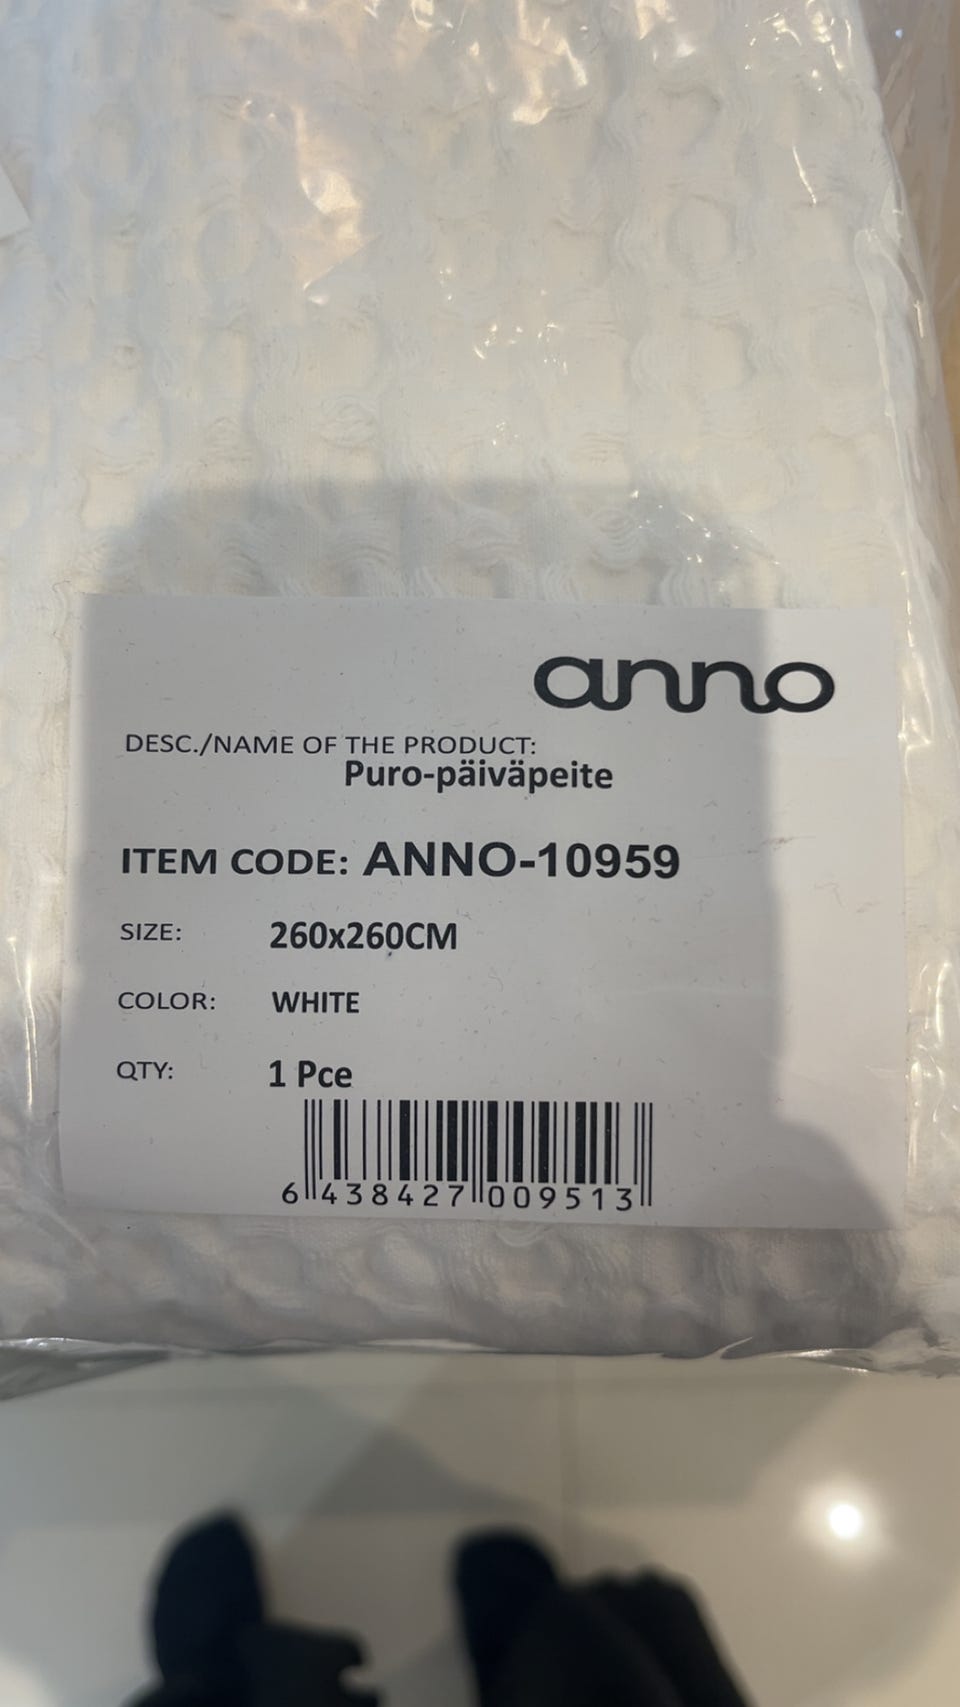 anno
DESC./NAME OF THE PRODUCT:
Puro-päiväpeite
ITEM CODE: ANNO-10959
SIZE: 260x260CM
COLOR: WHITE
QTY: 1 Pce
6 438427 009513